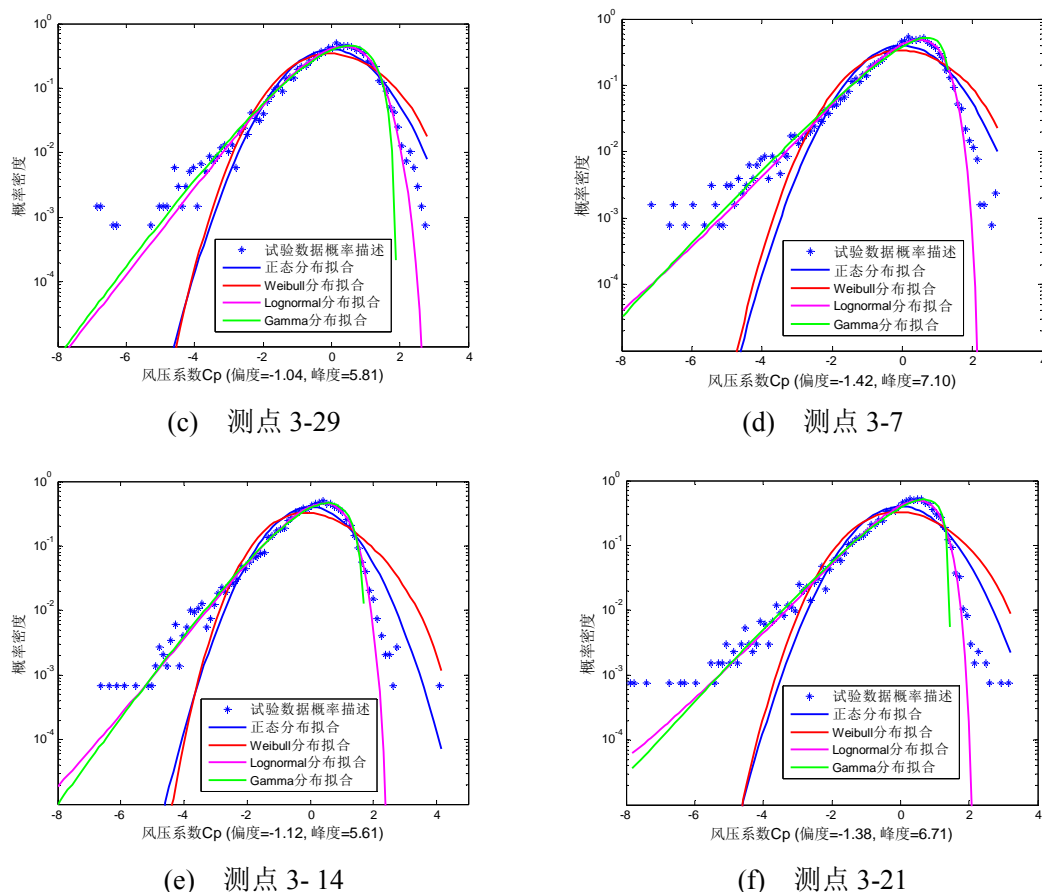 10⁰
10⁻¹
10⁻²
10⁻³
10⁻⁴
概率密度
试验数据概率描述
正态分布拟合
Weibull分布拟合
Lognormal分布拟合
Gamma分布拟合
-8 -6 -4 -2 0 2 4
风压系数Cp (偏度=-1.04, 峰度=5.81)
(c) 测点 3-29
10⁰
10⁻¹
10⁻²
10⁻³
10⁻⁴
概率密度
试验数据概率描述
正态分布拟合
Weibull分布拟合
Lognormal分布拟合
Gamma分布拟合
-8 -6 -4 -2 0 2 4
风压系数Cp (偏度=-1.42, 峰度=7.10)
(d) 测点 3-7
10⁰
10⁻¹
10⁻²
10⁻³
10⁻⁴
概率密度
试验数据概率描述
正态分布拟合
Weibull分布拟合
Lognormal分布拟合
Gamma分布拟合
-8 -6 -4 -2 0 2 4
风压系数Cp (偏度=-1.12, 峰度=5.61)
(e) 测点 3- 14
10⁰
10⁻¹
10⁻²
10⁻³
10⁻⁴
概率密度
试验数据概率描述
正态分布拟合
Weibull分布拟合
Lognormal分布拟合
Gamma分布拟合
-8 -6 -4 -2 0 2 4
风压系数Cp (偏度=-1.38, 峰度=6.71)
(f) 测点 3-21